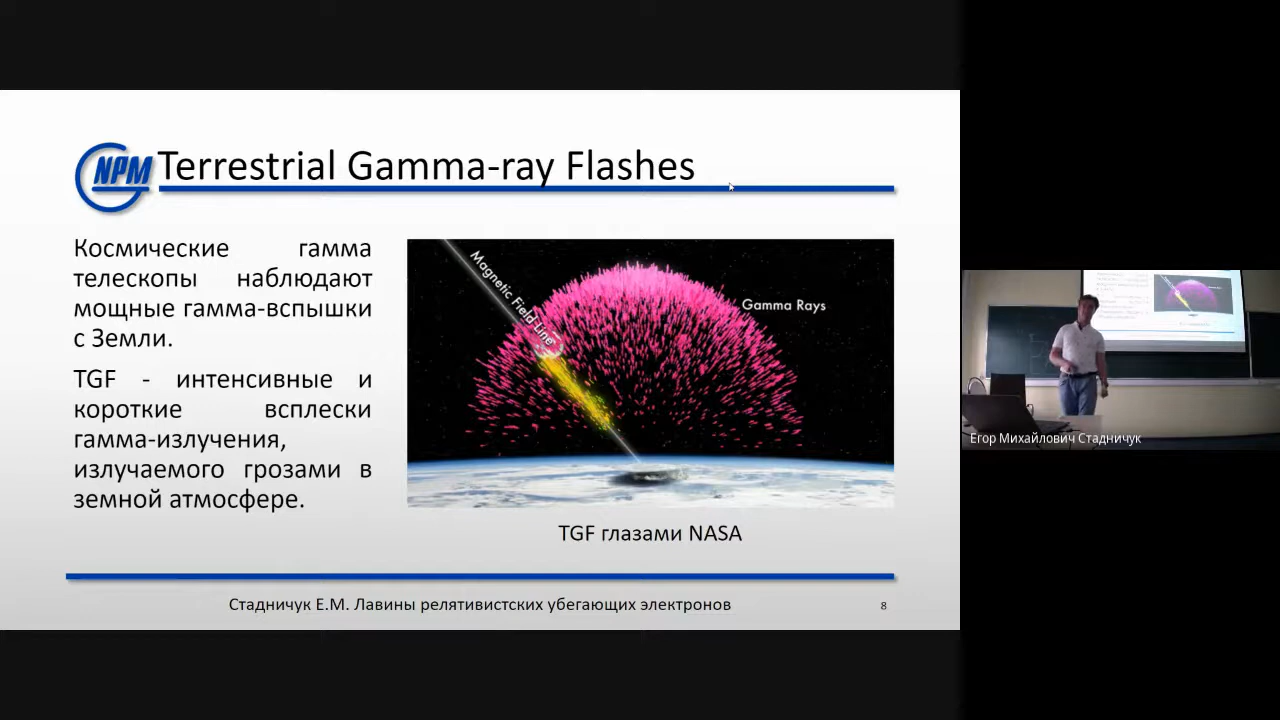 NPM
Terrestrial Gamma-ray Flashes
Космические гамма
телескопы наблюдают
мощные гамма-вспышки
с Земли.
TGF - интенсивные и
короткие всплески
гамма-излучения,
излучаемого грозами в
земной атмосфере.
Magnetic Field Line
Gamma Rays
TGF глазами NASA
Стадничук Е.М. Лавины релятивистских убегающих электронов
8
Егор Михайлович Стадничук